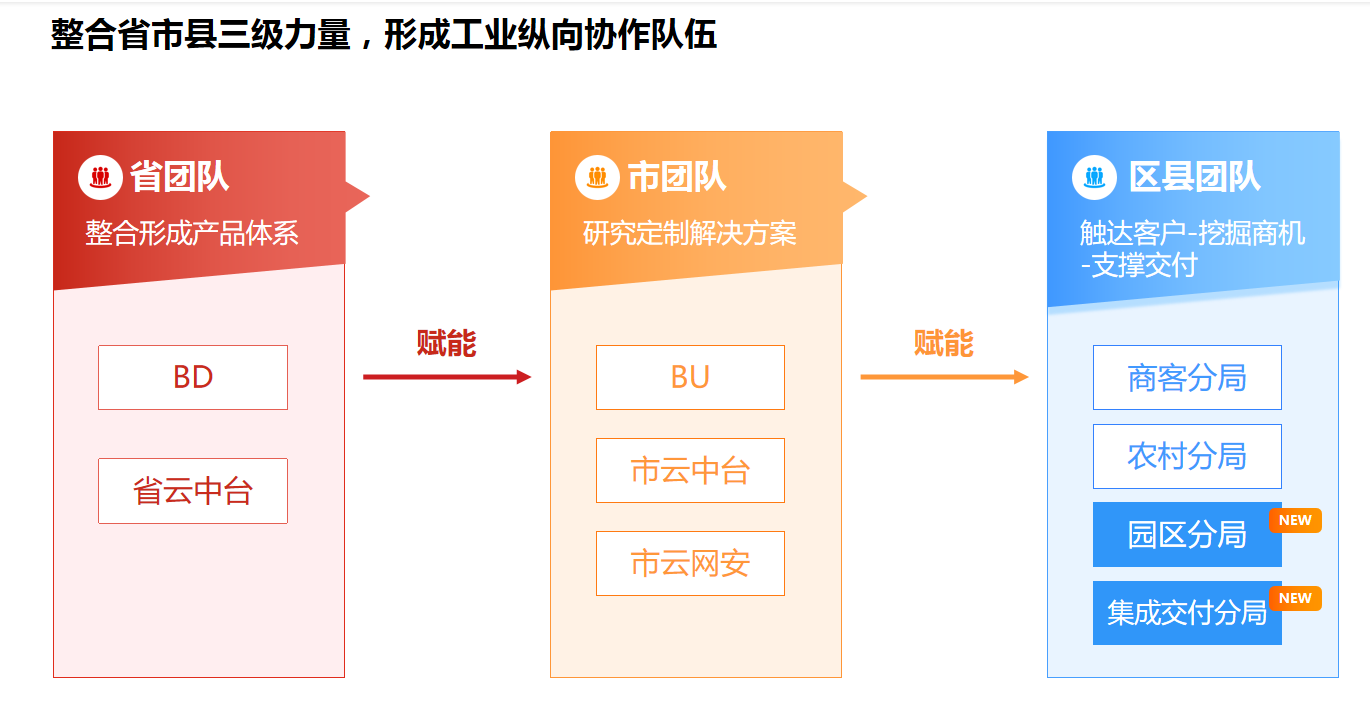 整合省市县三级力量，形成工业纵向协作队伍
省团队
整合形成产品体系
BD
省云中台
赋能
市团队
研究定制解决方案
BU
市云中台
市云网安
赋能
区县团队
触达客户-挖掘商机
-支撑交付
商客分局
农村分局
园区分局
NEW
集成交付分局
NEW